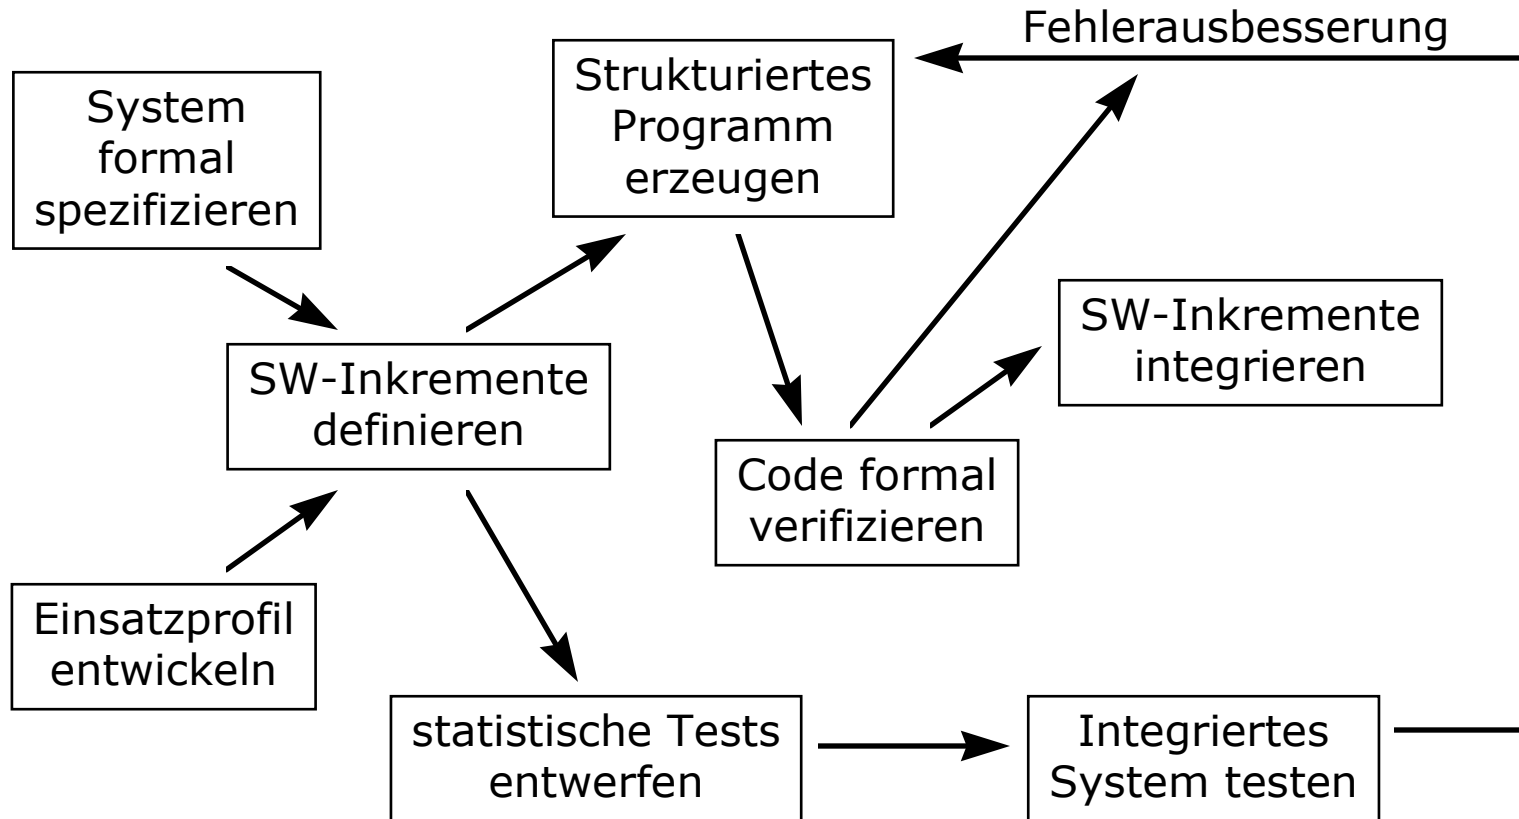 Fehlerausbesserung
Strukturiertes
Programm
erzeugen
System
formal
spezifizieren
SW-Inkremente
integrieren
SW-Inkremente
definieren
Code formal
verifizieren
Einsatzprofil
entwickeln
statistische Tests
entwerfen
Integriertes
System testen